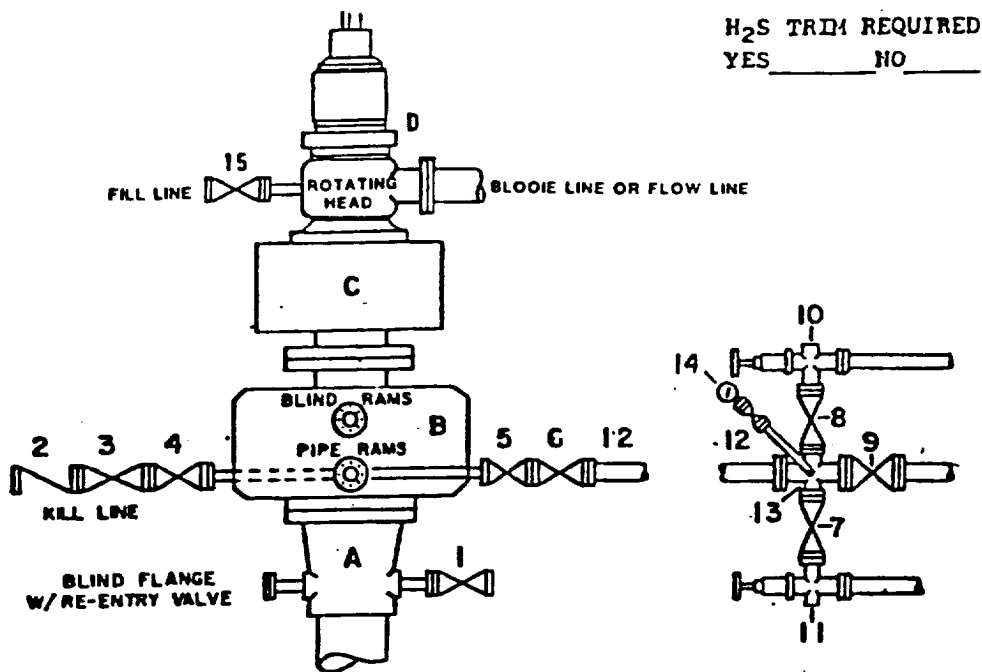 H₂S TRIM REQUIRED
YES______ NO______
D
15
FILL LINE
ROTATING
HEAD
BLOOIE LINE OR FLOW LINE
C
10
14
BLIND RAMS
B
8
PIPE RAMS
2 3 4
5 6 12
12
9
KILL LINE
13
7
A
1
BLIND FLANGE
W/RE-ENTRY VALVE
11